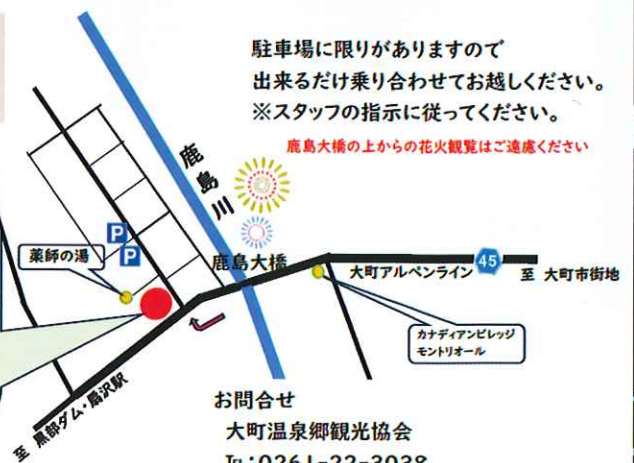 駐車場に限りがありますので
出来るだけ乗り合わせてお越しください。
※スタッフの指示に従ってください。
鹿島大橋の上からの花火観覧はご遠慮ください
鹿島川
P
P
薬師の湯
鹿島大橋
大町アルペンライン
45
至 大町市街地
カナディアンビレッジ
モントリオール
至 黒部ダム・扇沢駅
お問合せ
大町温泉郷観光協会
℡:0261-22-3038